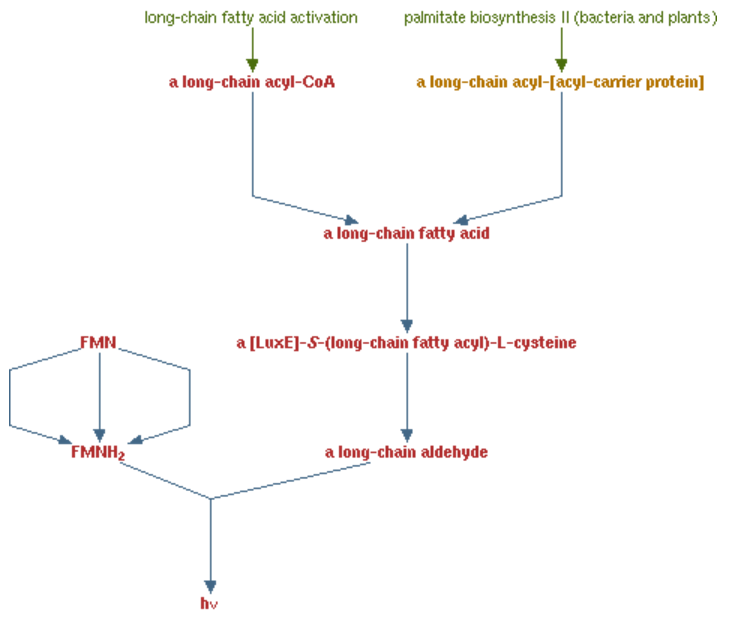 long-chain fatty acid activation
palmitate biosynthesis II (bacteria and plants)
a long-chain acyl-CoA
a long-chain acyl-[acyl-carrier protein]
a long-chain fatty acid
FMN
a [LuxE]-S-(long-chain fatty acyl)-L-cysteine
FMNH₂
a long-chain aldehyde
hν